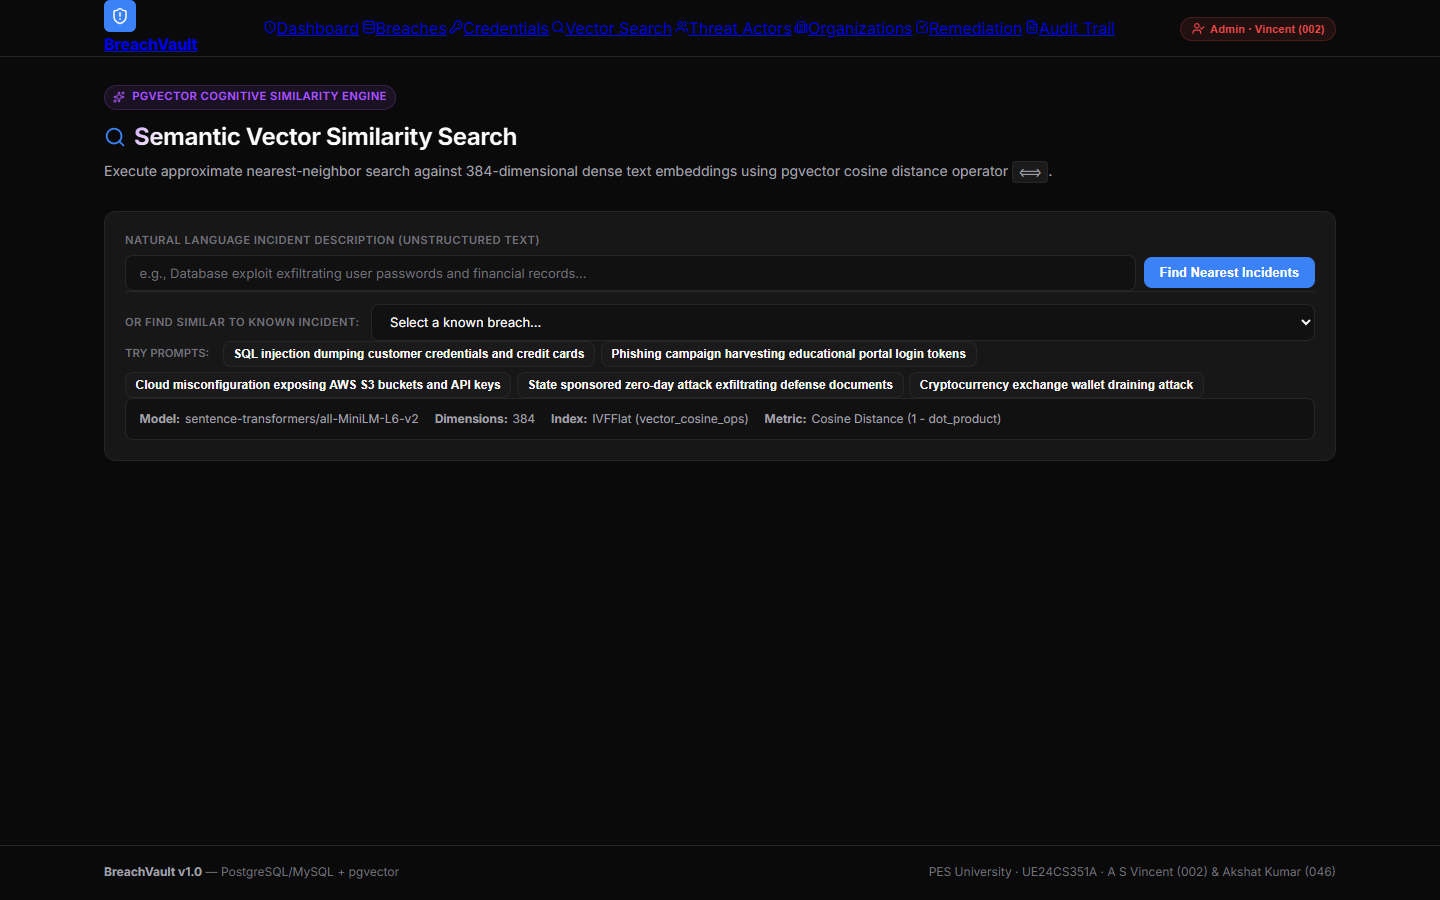 BreachVault
Dashboard Breaches Credentials Vector Search Threat Actors Organizations Remediation Audit Trail
Admin · Vincent (002)
PGVECTOR COGNITIVE SIMILARITY ENGINE
Semantic Vector Similarity Search
Execute approximate nearest-neighbor search against 384-dimensional dense text embeddings using pgvector cosine distance operator <=>.
NATURAL LANGUAGE INCIDENT DESCRIPTION (UNSTRUCTURED TEXT)
e.g., Database exploit exfiltrating user passwords and financial records...
Find Nearest Incidents
OR FIND SIMILAR TO KNOWN INCIDENT: Select a known breach...
TRY PROMPTS: SQL injection dumping customer credentials and credit cards Phishing campaign harvesting educational portal login tokens
Cloud misconfiguration exposing AWS S3 buckets and API keys State sponsored zero-day attack exfiltrating defense documents Cryptocurrency exchange wallet draining attack
Model: sentence-transformers/all-MiniLM-L6-v2 Dimensions: 384 Index: IVFFlat (vector_cosine_ops) Metric: Cosine Distance (1 - dot_product)
BreachVault v1.0 — PostgreSQL/MySQL + pgvector
PES University · UE24CS351A · A S Vincent (002) & Akshat Kumar (046)